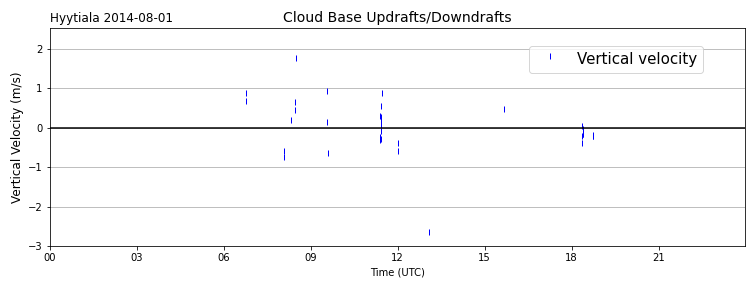 Hyytiala 2014-08-01
Cloud Base Updrafts/Downdrafts
Vertical velocity
Vertical Velocity (m/s)
2
1
0
−1
−2
−3
00 03 06 09 12 15 18 21
Time (UTC)